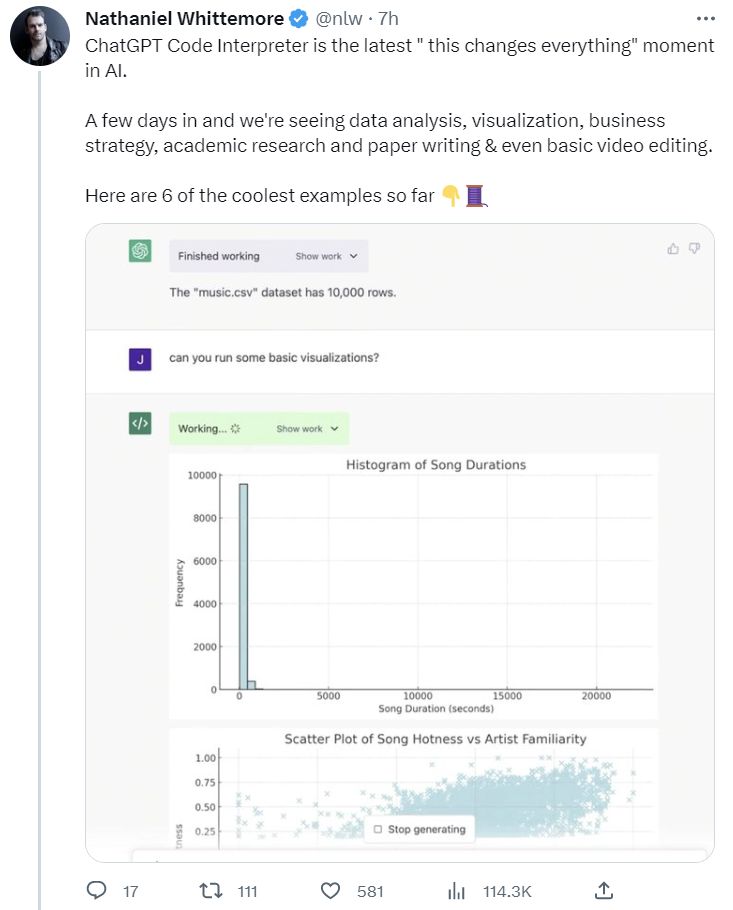 Nathaniel Whittemore @nlw · 7h
ChatGPT Code Interpreter is the latest " this changes everything" moment
in AI.
A few days in and we're seeing data analysis, visualization, business
strategy, academic research and paper writing & even basic video editing.
Here are 6 of the coolest examples so far 👇🧵
Finished working Show work
The "music.csv" dataset has 10,000 rows.
J can you run some basic visualizations?
</> Working... Show work
Histogram of Song Durations
10000
8000
6000
4000
2000
0
Frequency
0 5000 10000 15000 20000
Song Duration (seconds)
Scatter Plot of Song Hotness vs Artist Familiarity
1.00
0.75
0.50
0.25
tness
Stop generating
17 111 581 114.3K